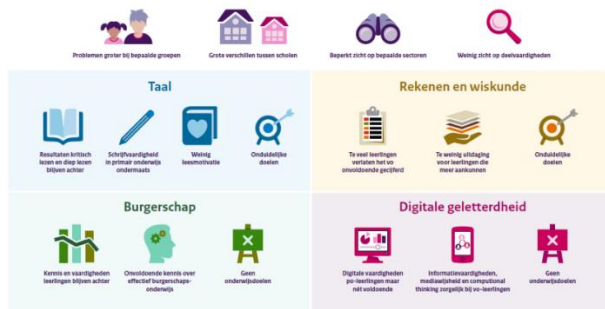 Problemen groter bij bepaalde groepen
Grote verschillen tussen scholen
Beperkt zicht op bepaalde sectoren
Weinig zicht op deelvaardigheden
Taal
Resultaten kritisch
lezen en diep lezen
blijven achter
Schrijfvaardigheid
in primair onderwijs
ondermaats
Weinig
leesmotivatie
Onduidelijke
doelen
Rekenen en wiskunde
Te veel leerlingen
verlaten het vo
onvoldoende gecijferd
Te weinig uitdaging
voor leerlingen die
meer aankunnen
Onduidelijke
doelen
Burgerschap
Kennis en vaardigheden
leerlingen blijven achter
Onvoldoende kennis over
effectief burgerschaps-
onderwijs
Geen
onderwijsdoelen
Digitale geletterdheid
Digitale vaardigheden
po-leerlingen maar
nét voldoende
Informatievaardigheden,
mediawijsheid en computional
thinking zorgelijk bij vo-leerlingen
Geen
onderwijsdoelen